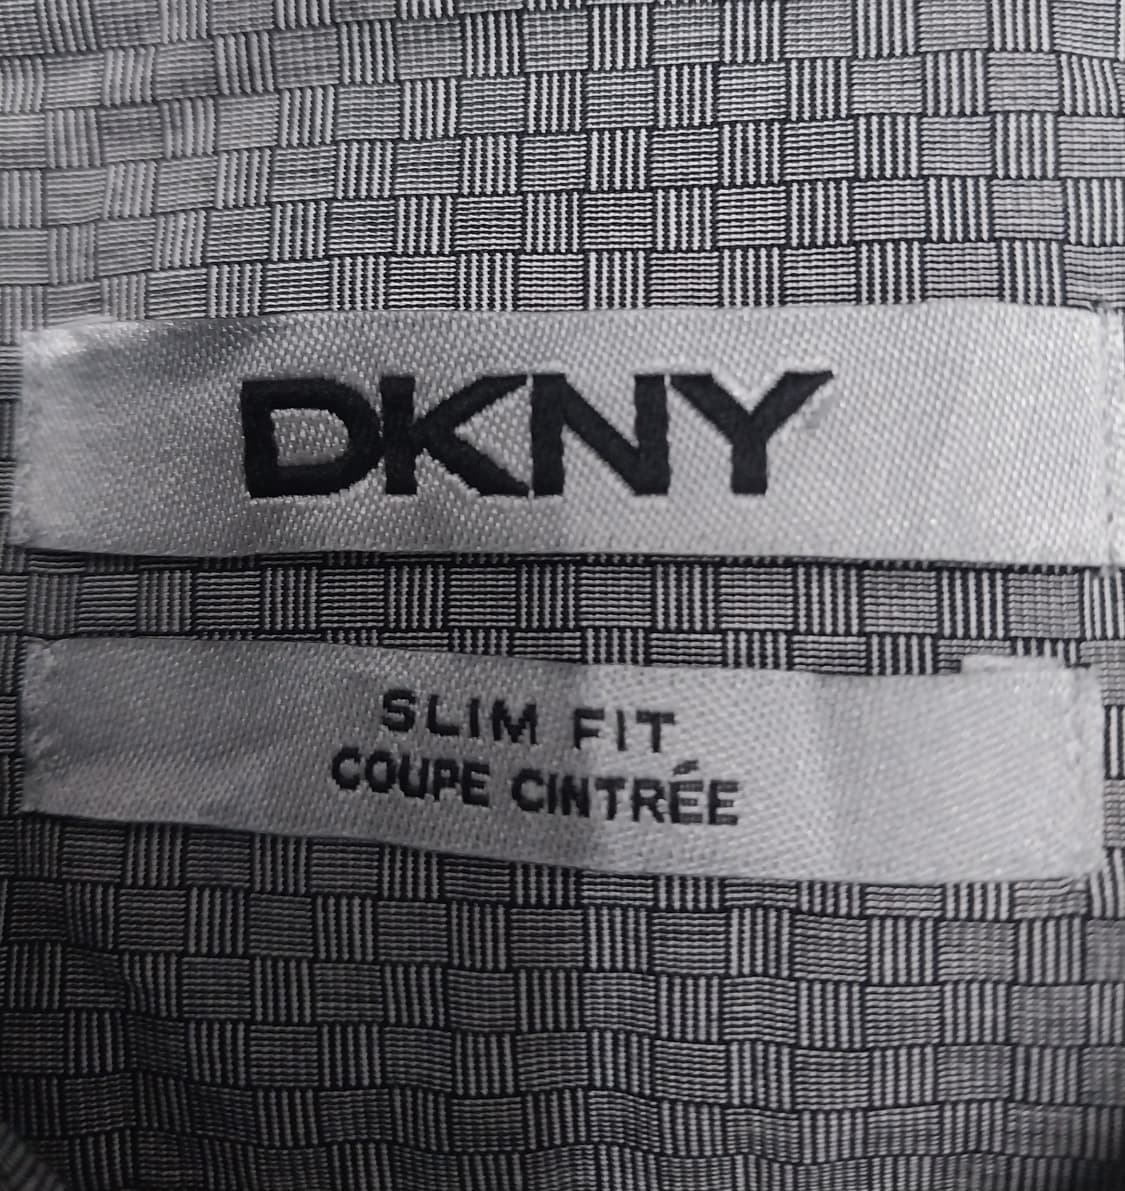 DKNY
SLIM FIT
COUPE CINTRÉE